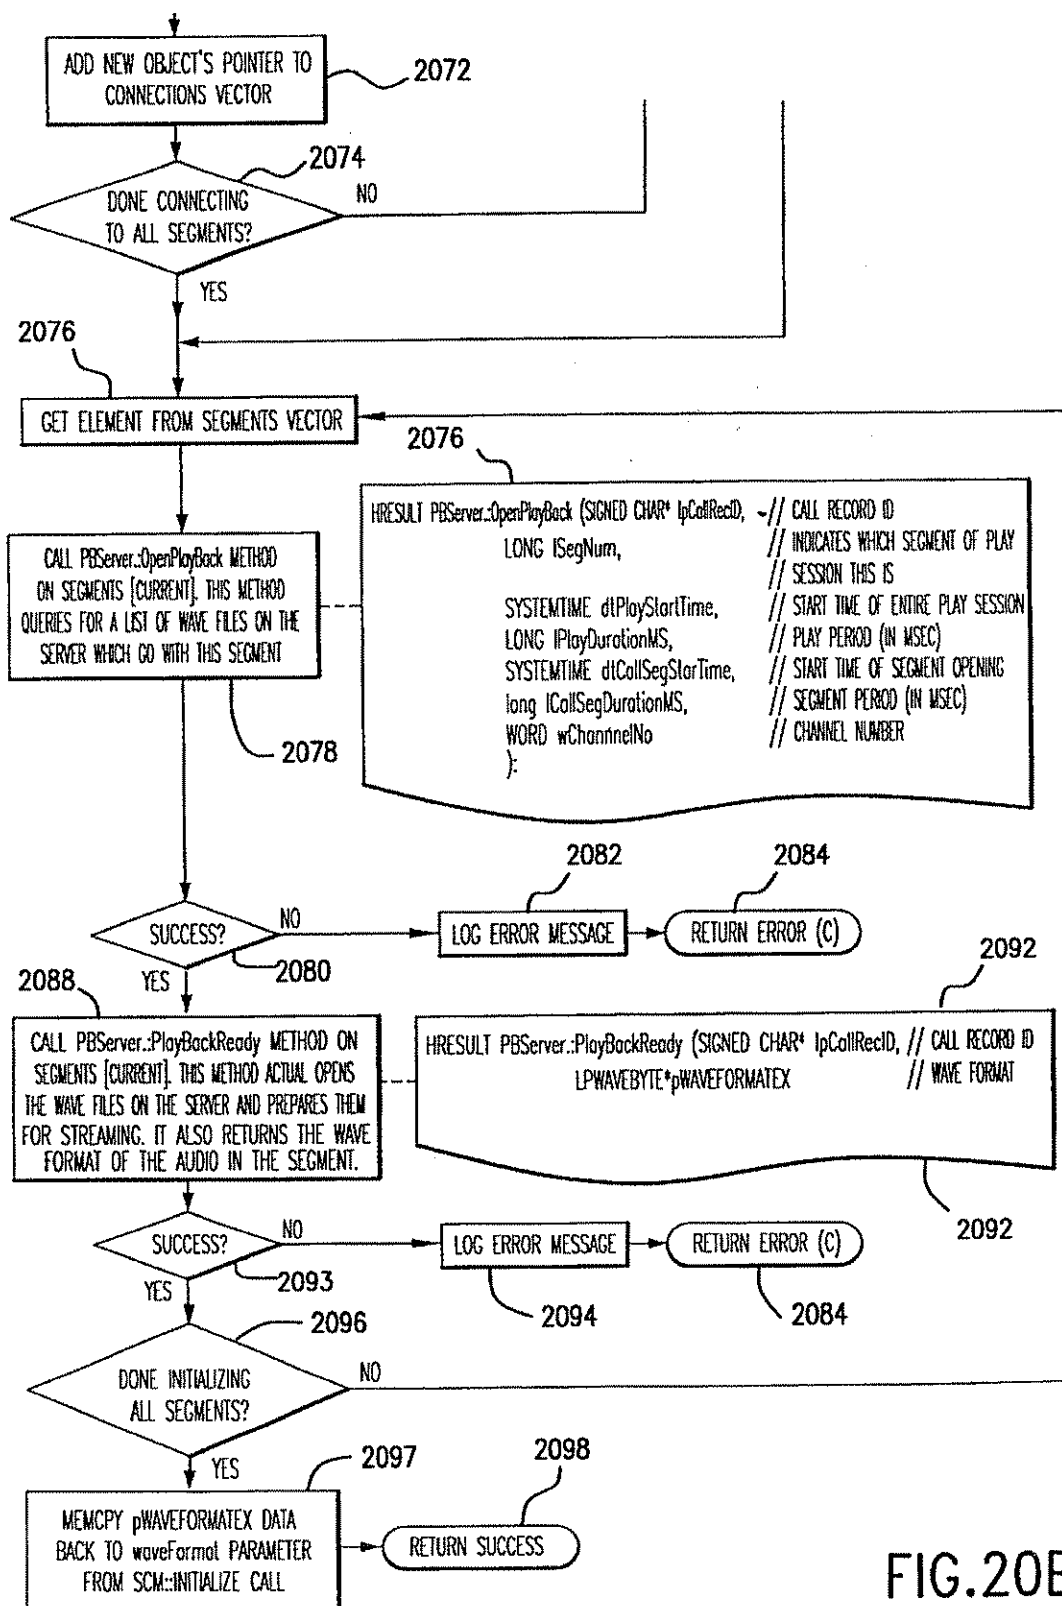 ADD NEW OBJECT'S POINTER TO
CONNECTIONS VECTOR
2072
2074
DONE CONNECTING
TO ALL SEGMENTS?
NO
YES
2076
GET ELEMENT FROM SEGMENTS VECTOR
2076
HRESULT PBServer::OpenPlayBack (SIGNED CHAR* lpCallRecID, // CALL RECORD ID
LONG lSegNum, // INDICATES WHICH SEGMENT OF PLAY
// SESSION THIS IS
SYSTEMTIME dtPlayStartTime, // START TIME OF ENTIRE PLAY SESSION
LONG lPlayDurationMS, // PLAY PERIOD (IN MSEC)
SYSTEMTIME dtCallSegStarTime, // START TIME OF SEGMENT OPENING
long lCallSegDurationMS, // SEGMENT PERIOD (IN MSEC)
WORD wChannnelNo // CHANNEL NUMBER
):
CALL PBServer::OpenPlayBack METHOD
ON SEGMENTS [CURRENT]. THIS METHOD
QUERIES FOR A LIST OF WAVE FILES ON THE
SERVER WHICH GO WITH THIS SEGMENT
2078
SUCCESS?
NO
2080
YES
2082
LOG ERROR MESSAGE
2084
RETURN ERROR (C)
2088
CALL PBServer::PlayBackReady METHOD ON
SEGMENTS [CURRENT]. THIS METHOD ACTUAL OPENS
THE WAVE FILES ON THE SERVER AND PREPARES THEM
FOR STREAMING. IT ALSO RETURNS THE WAVE
FORMAT OF THE AUDIO IN THE SEGMENT.
2092
HRESULT PBServer::PlayBackReady (SIGNED CHAR* lpCallRecID, // CALL RECORD ID
LPWAVEBYTE*pWAVEFORMATEX // WAVE FORMAT
2092
SUCCESS?
NO
2093
YES
LOG ERROR MESSAGE
2094
RETURN ERROR (C)
2084
2096
DONE INITIALIZING
ALL SEGMENTS?
NO
YES
2097
MEMCPY pWAVEFORMATEX DATA
BACK TO waveFormat PARAMETER
FROM SCM::INITIALIZE CALL
2098
RETURN SUCCESS
FIG.20B